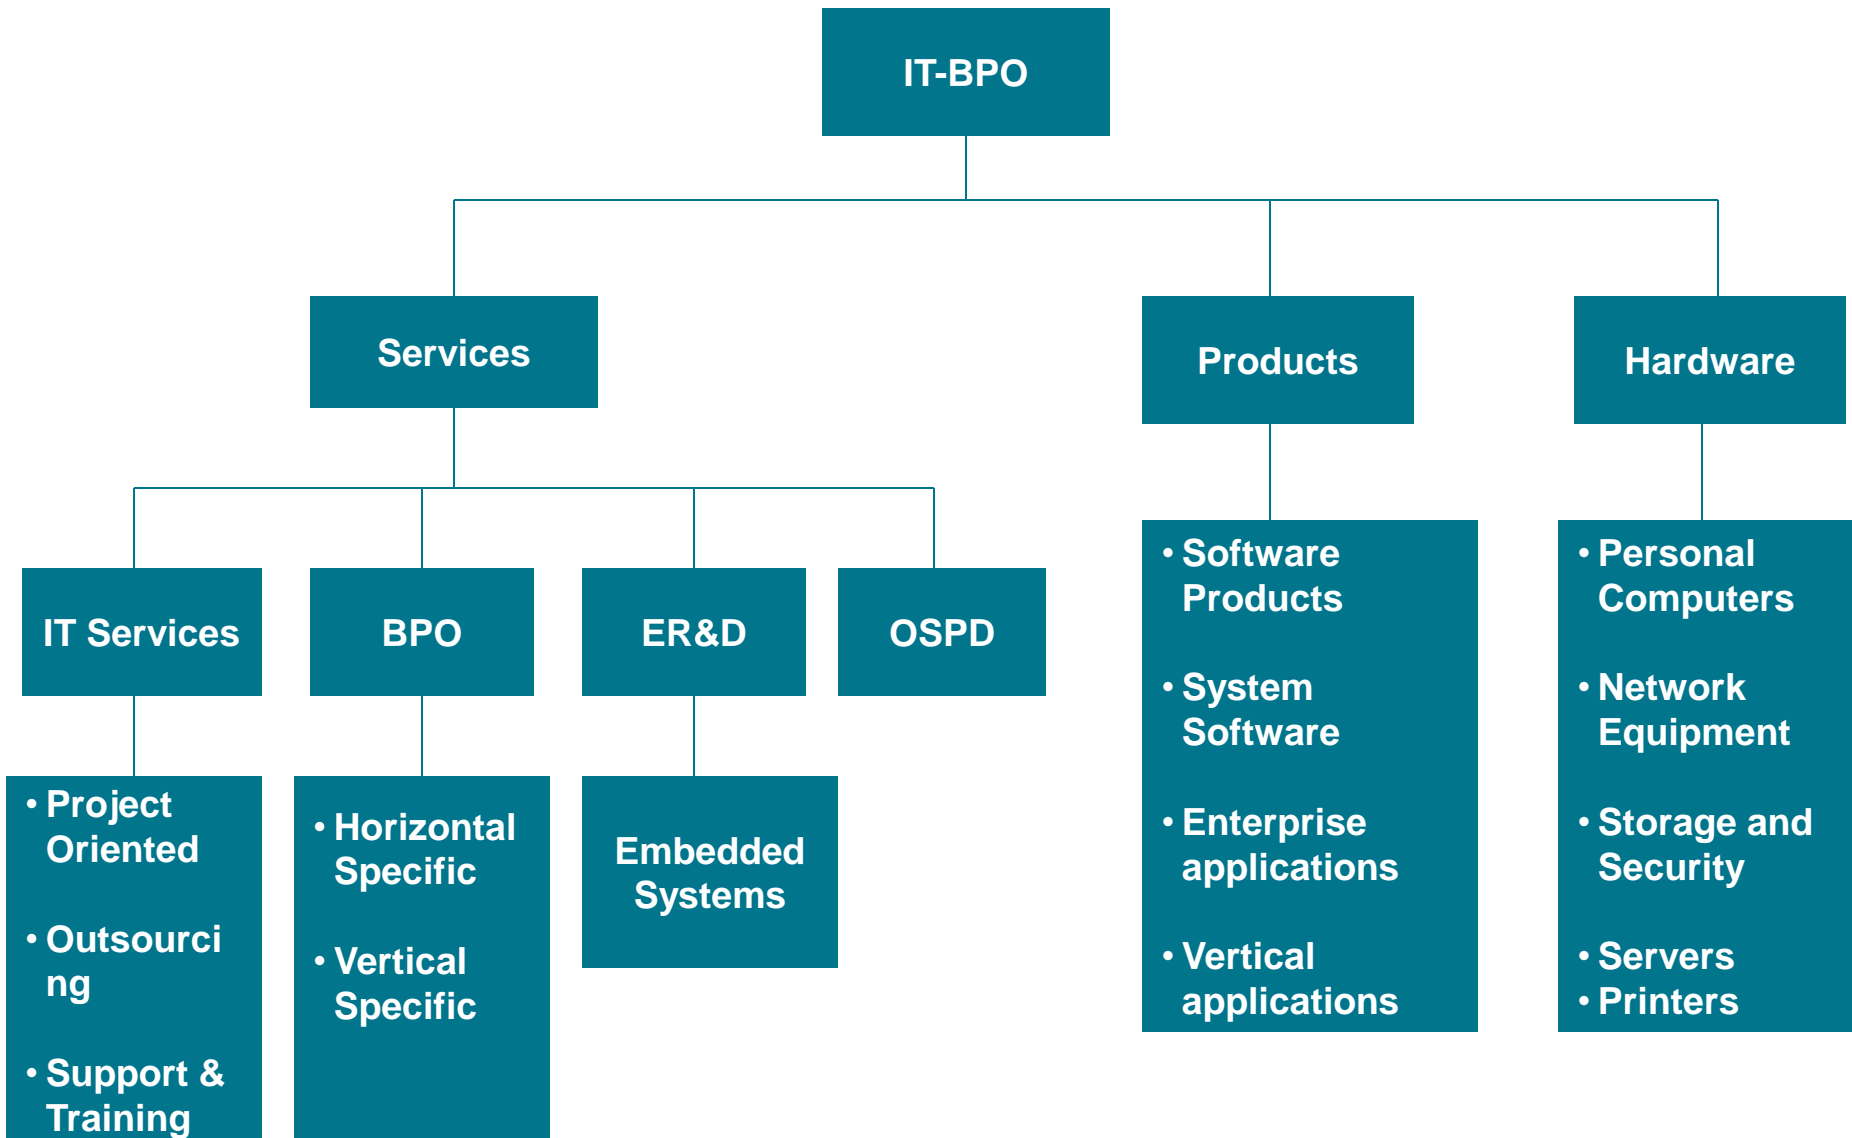 IT-BPO
Services
Products
Hardware
IT Services
BPO
ER&D
OSPD
• Project
Oriented
• Outsourci
ng
• Support &
Training
• Horizontal
Specific
• Vertical
Specific
Embedded
Systems
• Software
Products
• System
Software
• Enterprise
applications
• Vertical
applications
• Personal
Computers
• Network
Equipment
• Storage and
Security
• Servers
• Printers